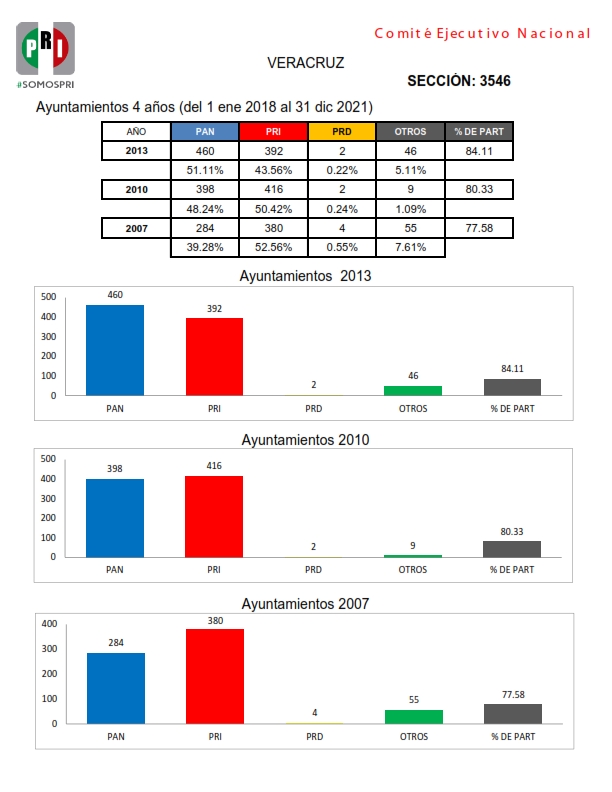 Comité Ejecutivo Nacional
PRI
#SOMOSPRI
VERACRUZ
SECCIÓN: 3546
Ayuntamientos 4 años (del 1 ene 2018 al 31 dic 2021)
AÑO PAN PRI PRD OTROS % DE PART
2013 460 392 2 46 84.11
51.11% 43.56% 0.22% 5.11%
2010 398 416 2 9 80.33
48.24% 50.42% 0.24% 1.09%
2007 284 380 4 55 77.58
39.28% 52.56% 0.55% 7.61%
Ayuntamientos 2013
500
400
300
200
100
0
460 392 2 46 84.11
PAN PRI PRD OTROS % DE PART
Ayuntamientos 2010
500
400
300
200
100
0
398 416 2 9 80.33
PAN PRI PRD OTROS % DE PART
Ayuntamientos 2007
400
300
200
100
0
284 380 4 55 77.58
PAN PRI PRD OTROS % DE PART